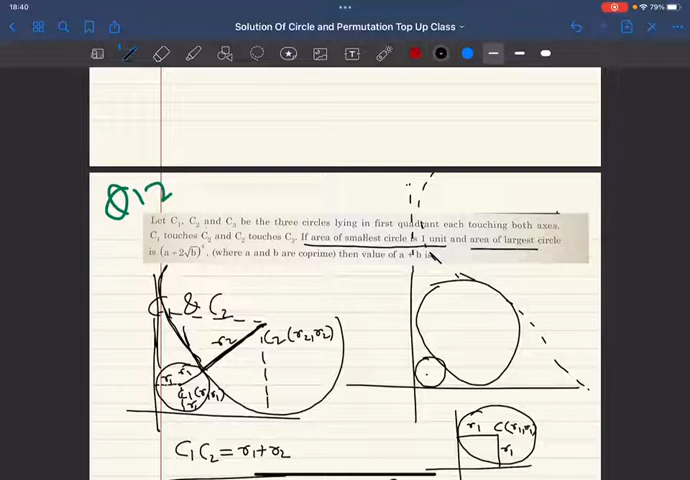 18:40
79%
Solution Of Circle and Permutation Top Up Class
Q12
Let C₁, C₂ and C₃ be the three circles lying in first quadrant each touching both axes.
C₁ touches C₂ and C₂ touches C₃. If area of smallest circle is 1 unit and area of largest circle
is (a+2√b)⁴, (where a and b are coprime) then value of a + b is
C₁ & C₂
r₂
C₂(r₂,r₂)
r₁
r₁
C₁(r₁,r₁)
r₁
r₁ C(r₁,r₁)
r₁
C₁C₂ = r₁+r₂